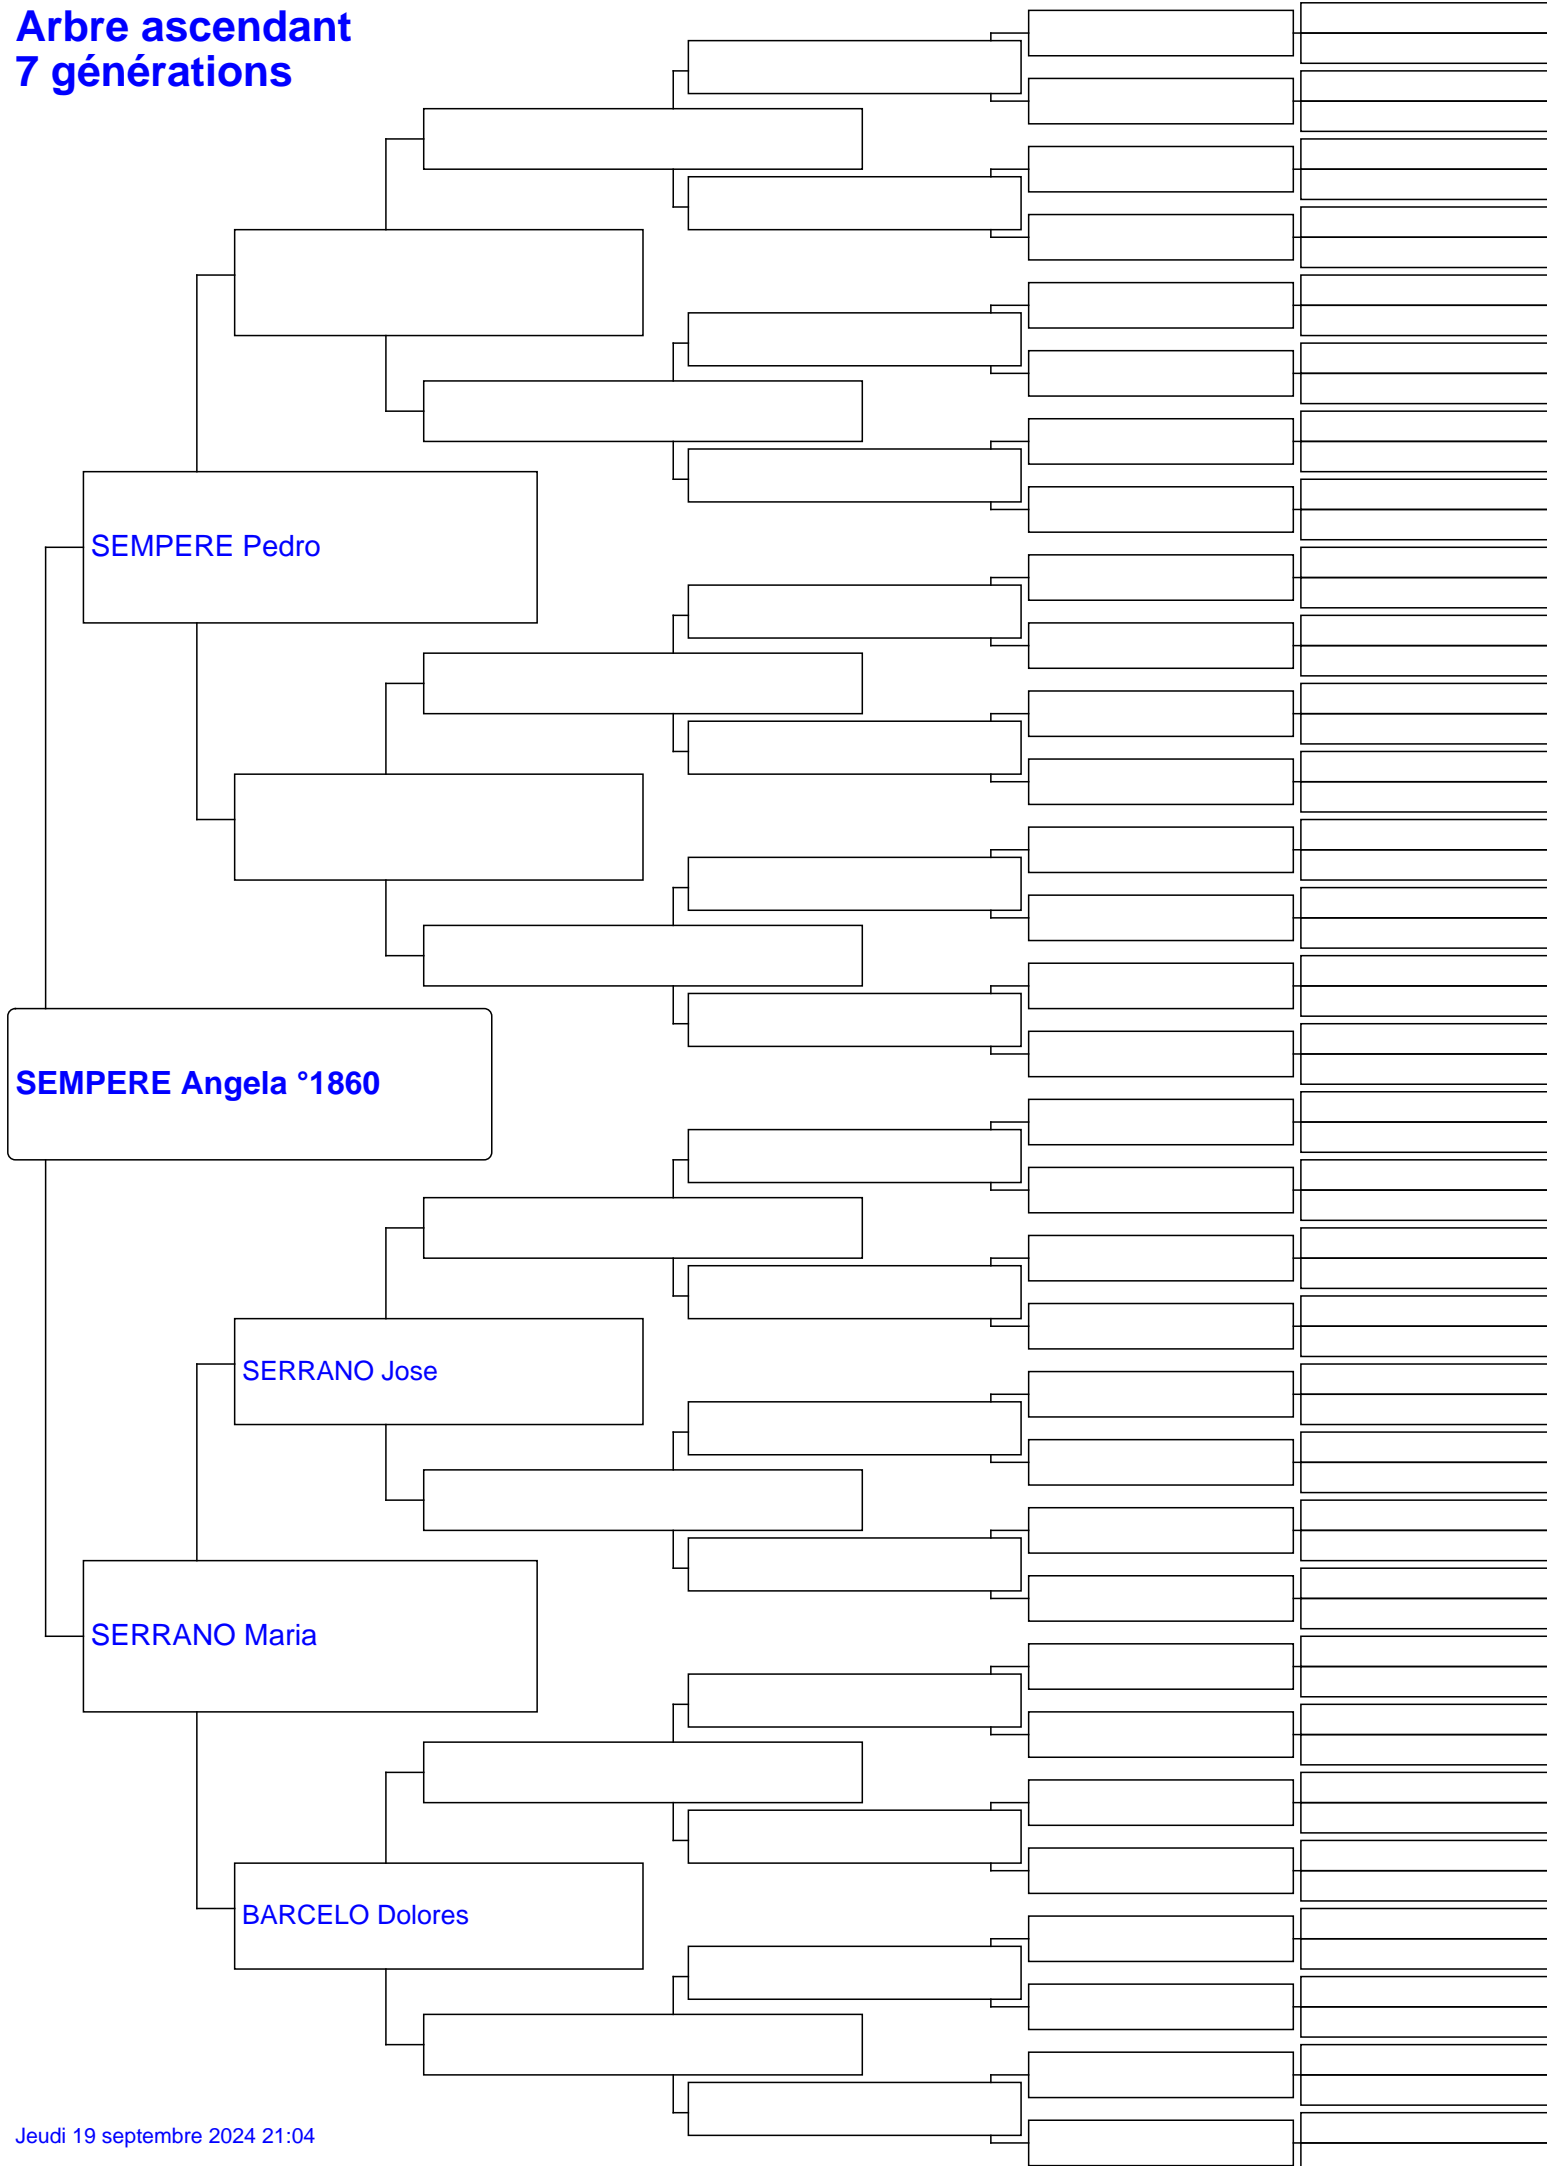 Arbre ascendant
7 générations
SEMPERE Pedro
SEMPERE Angela °1860
SERRANO Jose
SERRANO Maria
BARCELO Dolores
Jeudi 19 septembre 2024 21:04